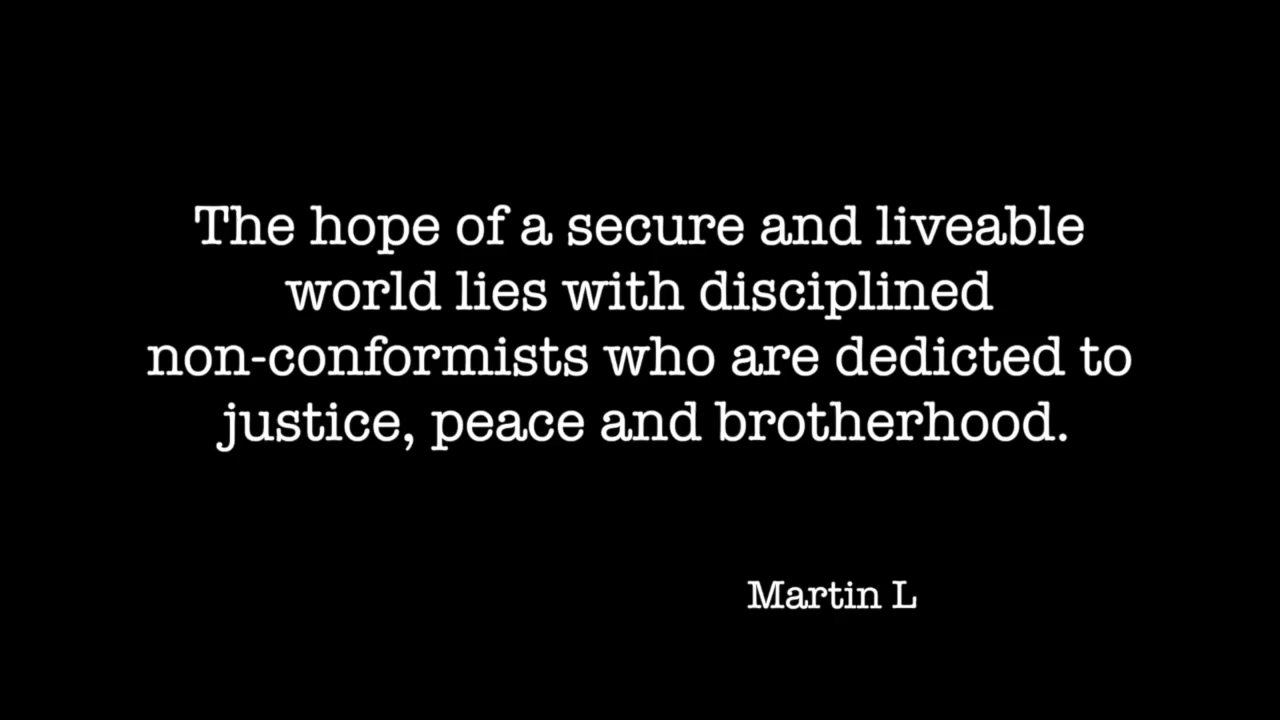 The hope of a secure and liveable
world lies with disciplined
non-conformists who are dedicted to
justice, peace and brotherhood.
Martin L